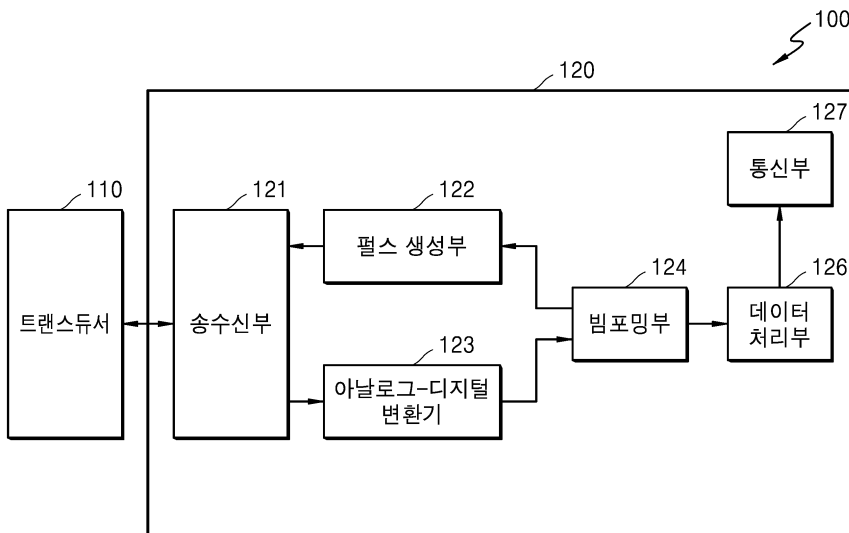 100
120
127
통신부
110
121
122
트랜스듀서
송수신부
펄스 생성부
124
126
빔포밍부
데이터
처리부
123
아날로그-디지털
변환기